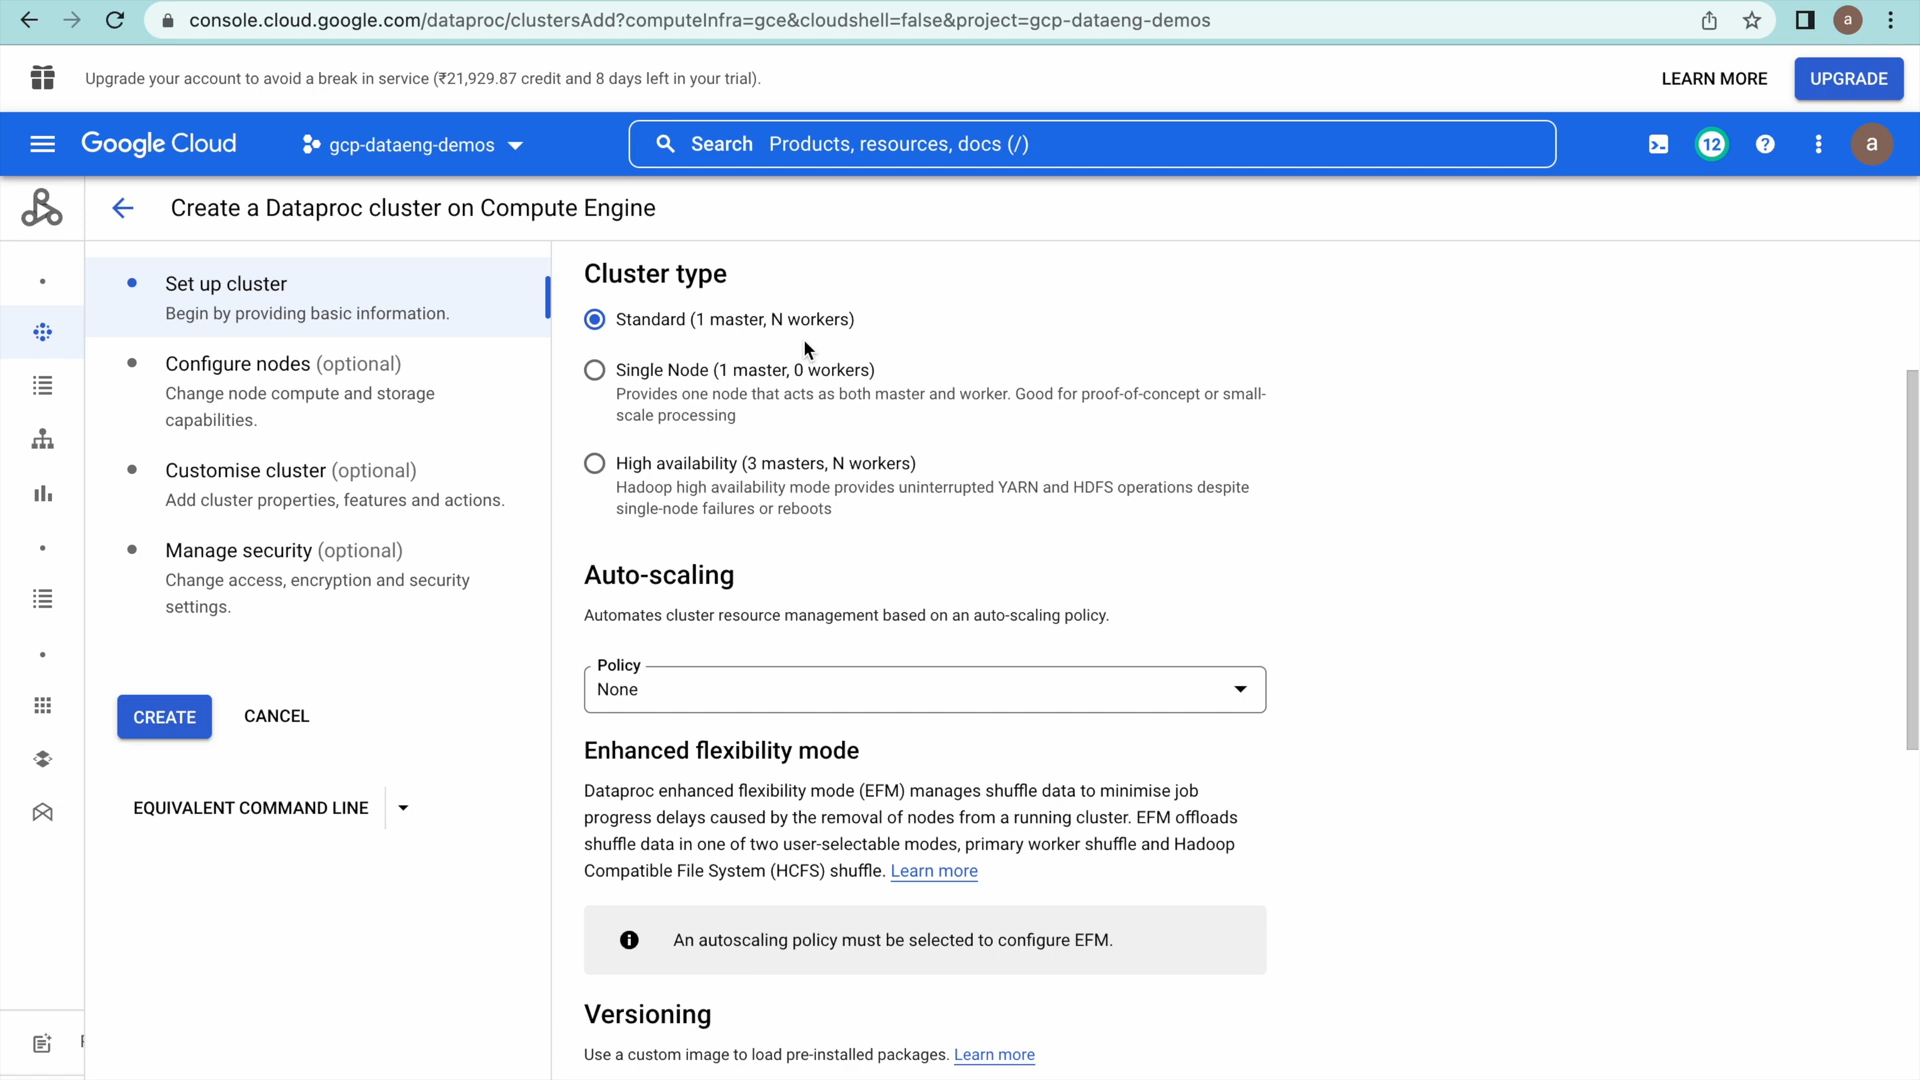 console.cloud.google.com/dataproc/clustersAdd?computeInfra=gce&cloudshell=false&project=gcp-dataeng-demos
a
Upgrade your account to avoid a break in service (₹21,929.87 credit and 8 days left in your trial).
LEARN MORE
UPGRADE
Google Cloud
gcp-dataeng-demos
Search Products, resources, docs (/)
12
a
Create a Dataproc cluster on Compute Engine
Set up cluster
Begin by providing basic information.
Configure nodes (optional)
Change node compute and storage
capabilities.
Customise cluster (optional)
Add cluster properties, features and actions.
Manage security (optional)
Change access, encryption and security
settings.
CREATE
CANCEL
EQUIVALENT COMMAND LINE
Cluster type
Standard (1 master, N workers)
Single Node (1 master, 0 workers)
Provides one node that acts as both master and worker. Good for proof-of-concept or small-
scale processing
High availability (3 masters, N workers)
Hadoop high availability mode provides uninterrupted YARN and HDFS operations despite
single-node failures or reboots
Auto-scaling
Automates cluster resource management based on an auto-scaling policy.
Policy
None
Enhanced flexibility mode
Dataproc enhanced flexibility mode (EFM) manages shuffle data to minimise job
progress delays caused by the removal of nodes from a running cluster. EFM offloads
shuffle data in one of two user-selectable modes, primary worker shuffle and Hadoop
Compatible File System (HCFS) shuffle. Learn more
An autoscaling policy must be selected to configure EFM.
Versioning
Use a custom image to load pre-installed packages. Learn more